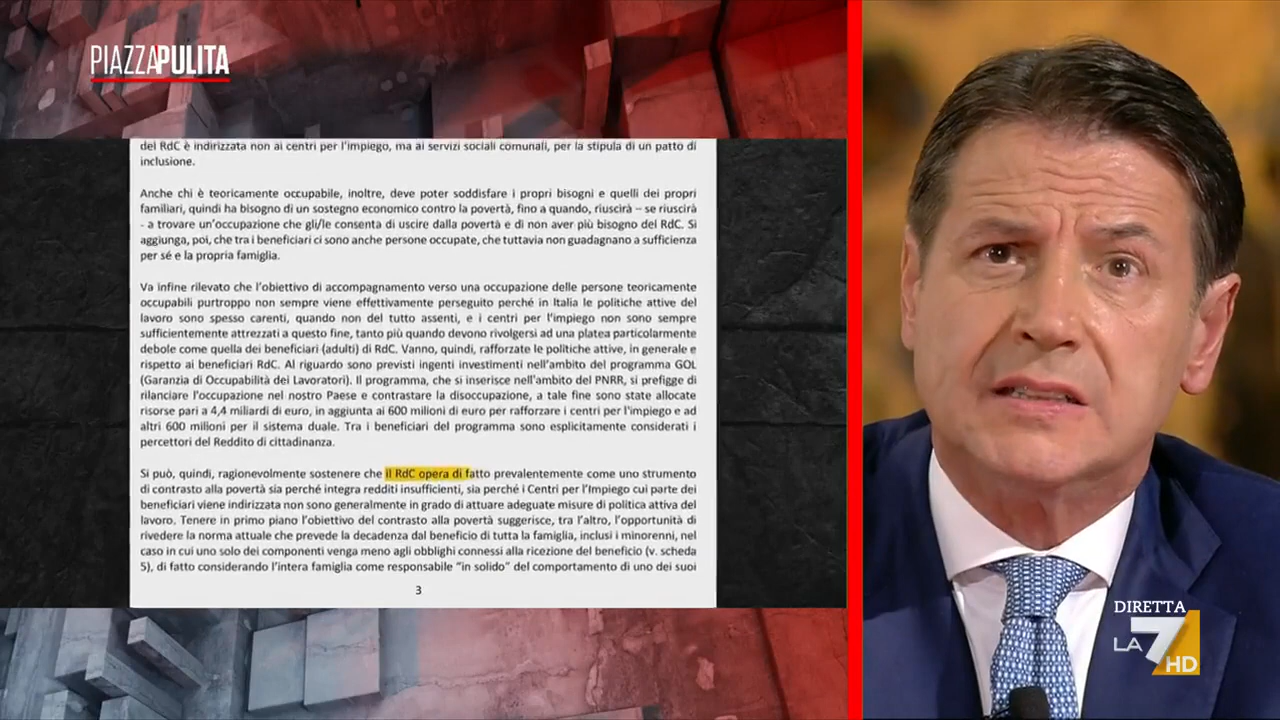 PIAZZAPULITA
del RdC è indirizzata non ai centri per l'impiego, ma ai servizi sociali comunali, per la stipula di un patto di
inclusione.
Anche chi è teoricamente occupabile, inoltre, deve poter soddisfare i propri bisogni e quelli dei propri
familiari, quindi ha bisogno di un sostegno economico contro la povertà, fino a quando, riuscirà – se riuscirà
- a trovare un'occupazione che gli/le consenta di uscire dalla povertà e di non aver più bisogno del RdC. Si
aggiunga, poi, che tra i beneficiari ci sono anche persone occupate, che tuttavia non guadagnano a sufficienza
per sé e la propria famiglia.
Va infine rilevato che l'obiettivo di accompagnamento verso una occupazione delle persone teoricamente
occupabili purtroppo non sempre viene effettivamente perseguito perché in Italia le politiche attive del
lavoro sono spesso carenti, quando non del tutto assenti, e i centri per l'impiego non sono sempre
sufficientemente attrezzati a questo fine, tanto più quando devono rivolgersi ad una platea particolarmente
debole come quella dei beneficiari (adulti) di RdC. Vanno, quindi, rafforzate le politiche attive, in generale e
rispetto ai beneficiari RdC. Al riguardo sono previsti ingenti investimenti nell'ambito del programma GOL
(Garanzia di Occupabilità dei Lavoratori). Il programma, che si inserisce nell'ambito del PNRR, si prefigge di
rilanciare l'occupazione nel nostro Paese e contrastare la disoccupazione, a tale fine sono state allocate
risorse pari a 4,4 miliardi di euro, in aggiunta ai 600 milioni di euro per rafforzare i centri per l'impiego e ad
altri 600 milioni per il sistema duale. Tra i beneficiari del programma sono esplicitamente considerati i
percettori del Reddito di cittadinanza.
Si può, quindi, ragionevolmente sostenere che il RdC opera di fatto prevalentemente come uno strumento
di contrasto alla povertà sia perché integra redditi insufficienti, sia perché i Centri per l'Impiego cui parte dei
beneficiari viene indirizzata non sono generalmente in grado di attuare adeguate misure di politica attiva del
lavoro. Tenere in primo piano l'obiettivo del contrasto alla povertà suggerisce, tra l'altro, l'opportunità di
rivedere la norma attuale che prevede la decadenza dal beneficio di tutta la famiglia, inclusi i minorenni, nel
caso in cui uno solo dei componenti venga meno agli obblighi connessi alla ricezione del beneficio (v. scheda
5), di fatto considerando l'intera famiglia come responsabile "in solido" del comportamento di uno dei suoi
3
DIRETTA
LA 7
HD